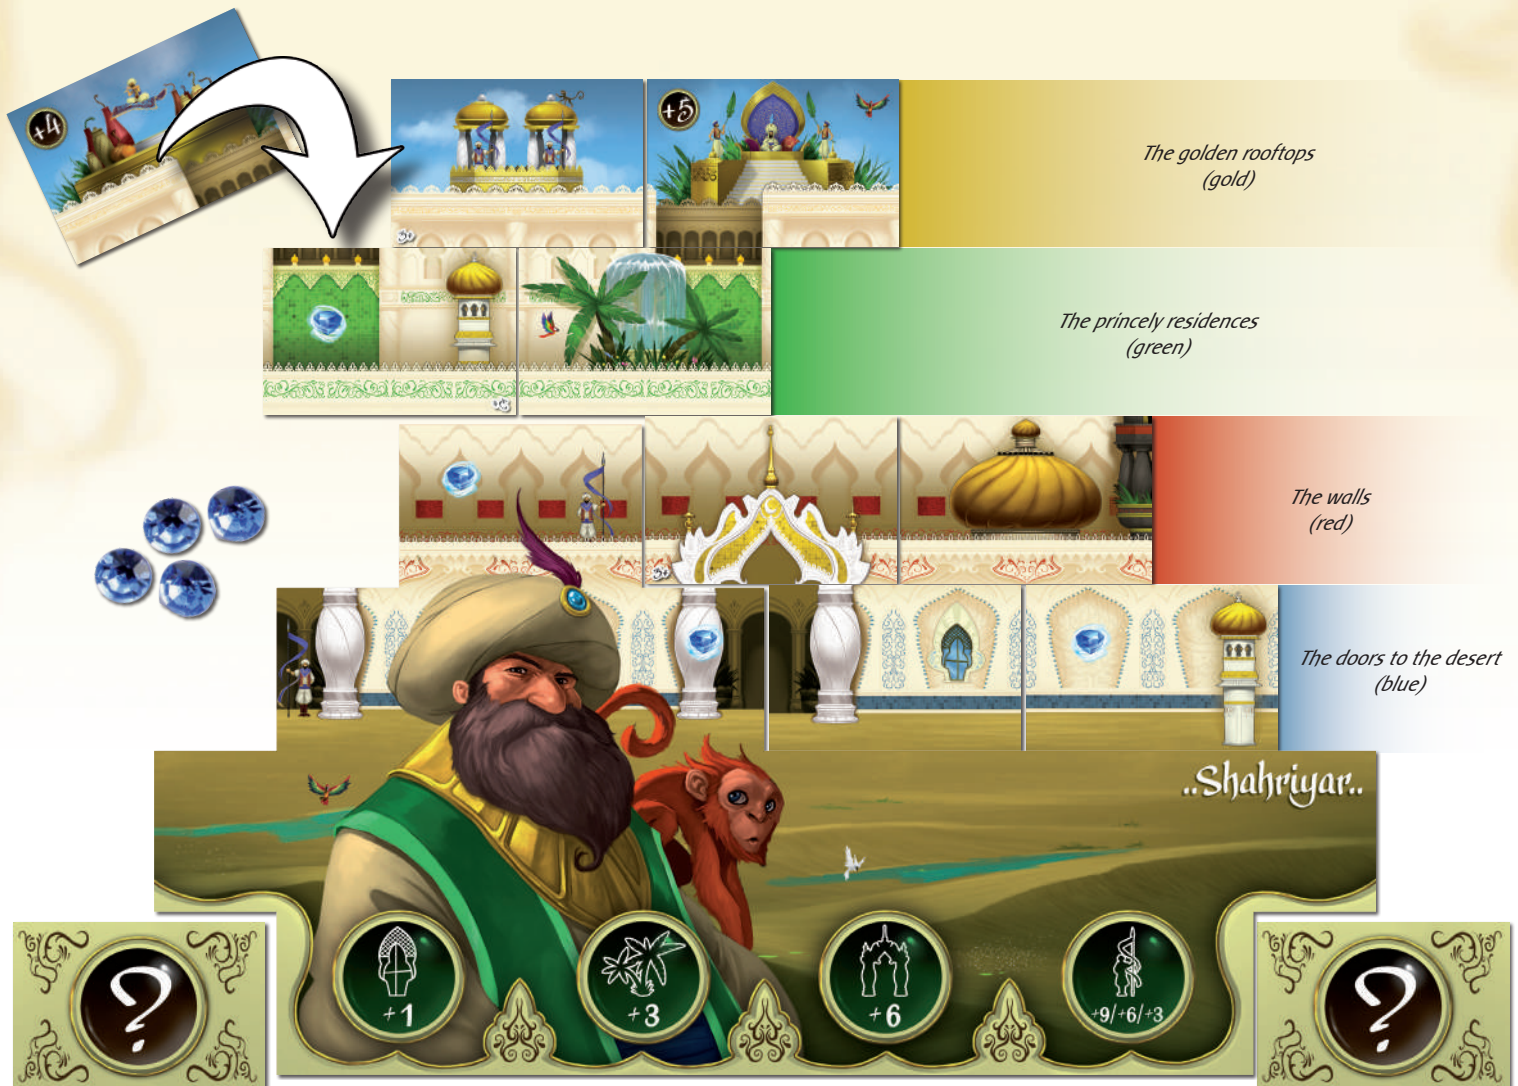 +4
+5
The golden rooftops
(gold)
The princely residences
(green)
The walls
(red)
The doors to the desert
(blue)
..Shahriyar..
?
+1
+3
+6
+9/+6/+3
?